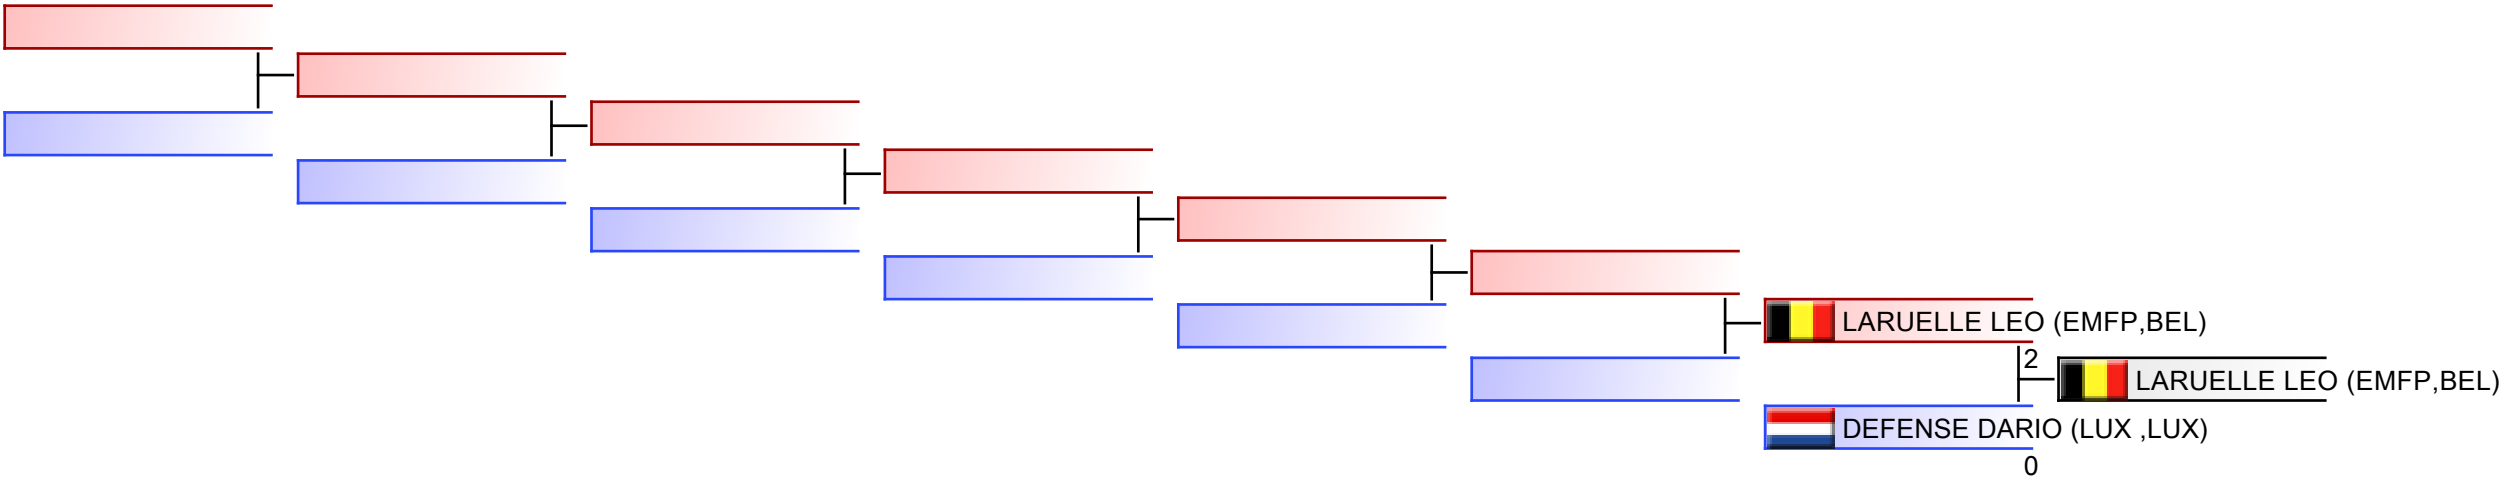 LARUELLE LEO (EMFP,BEL)
2
LARUELLE LEO (EMFP,BEL)
DEFENSE DARIO (LUX ,LUX)
0